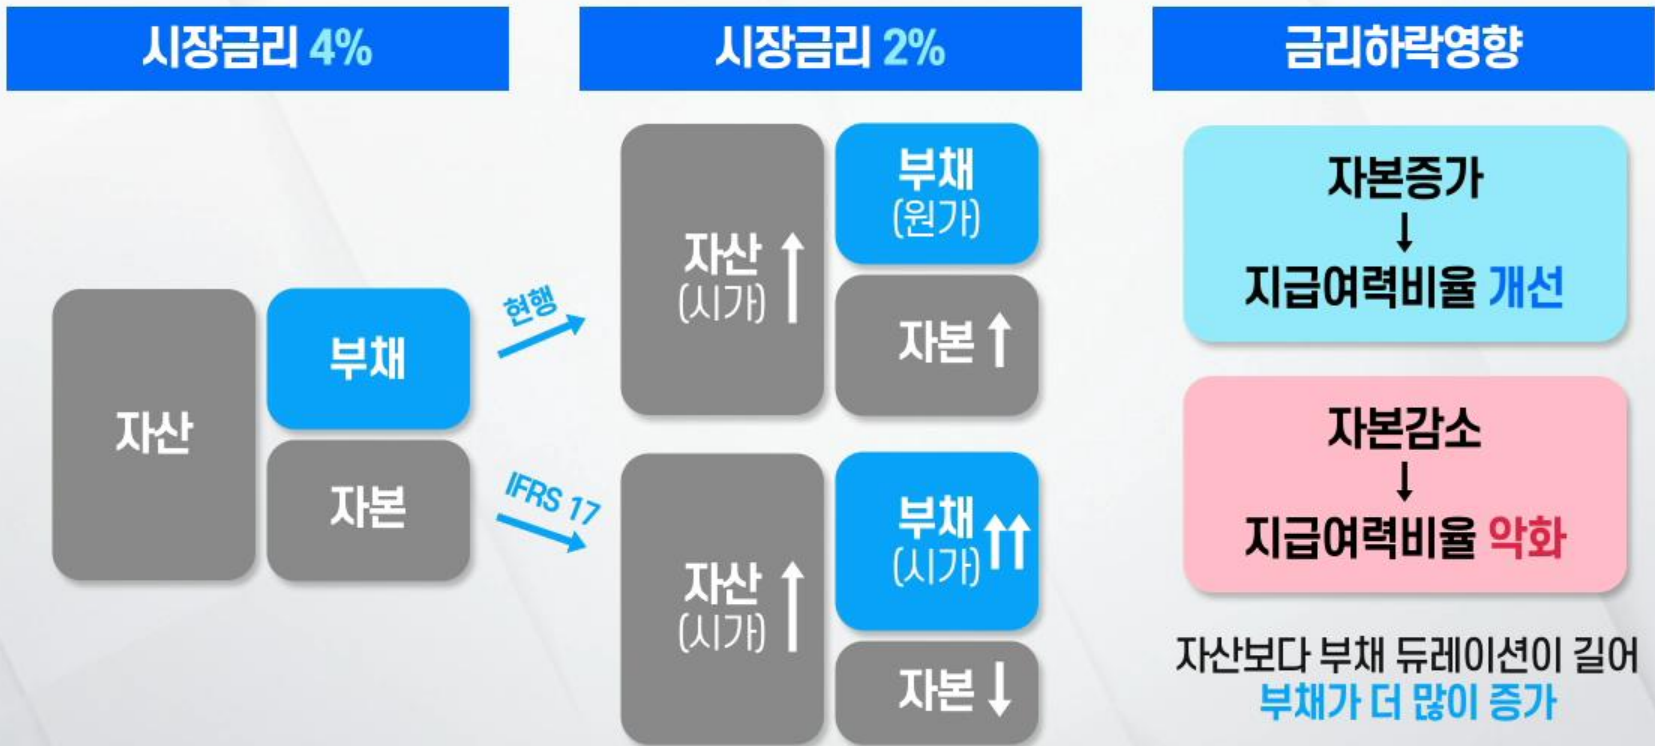 시장금리 4%
시장금리 2%
금리하락영향
자산
부채
자본
현행
IFRS 17
자산 ↑
(시가)
부채
(원가)
자본 ↑
자산 ↑
(시가)
부채 ↑↑
(시가)
자본 ↓
자본증가
↓
지급여력비율 개선
자본감소
↓
지급여력비율 악화
자산보다 부채 듀레이션이 길어
부채가 더 많이 증가